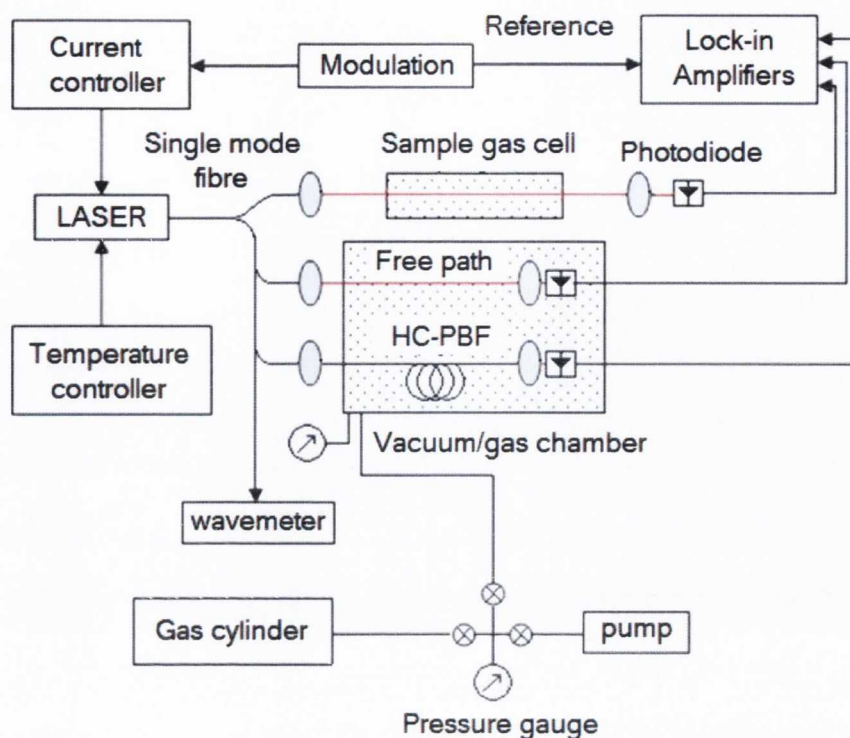 Current
controller
Modulation
Reference
Lock-in
Amplifiers
Single mode
fibre
Sample gas cell
Photodiode
LASER
Free path
Temperature
controller
HC-PBF
Vacuum/gas chamber
wavemeter
Gas cylinder
pump
Pressure gauge